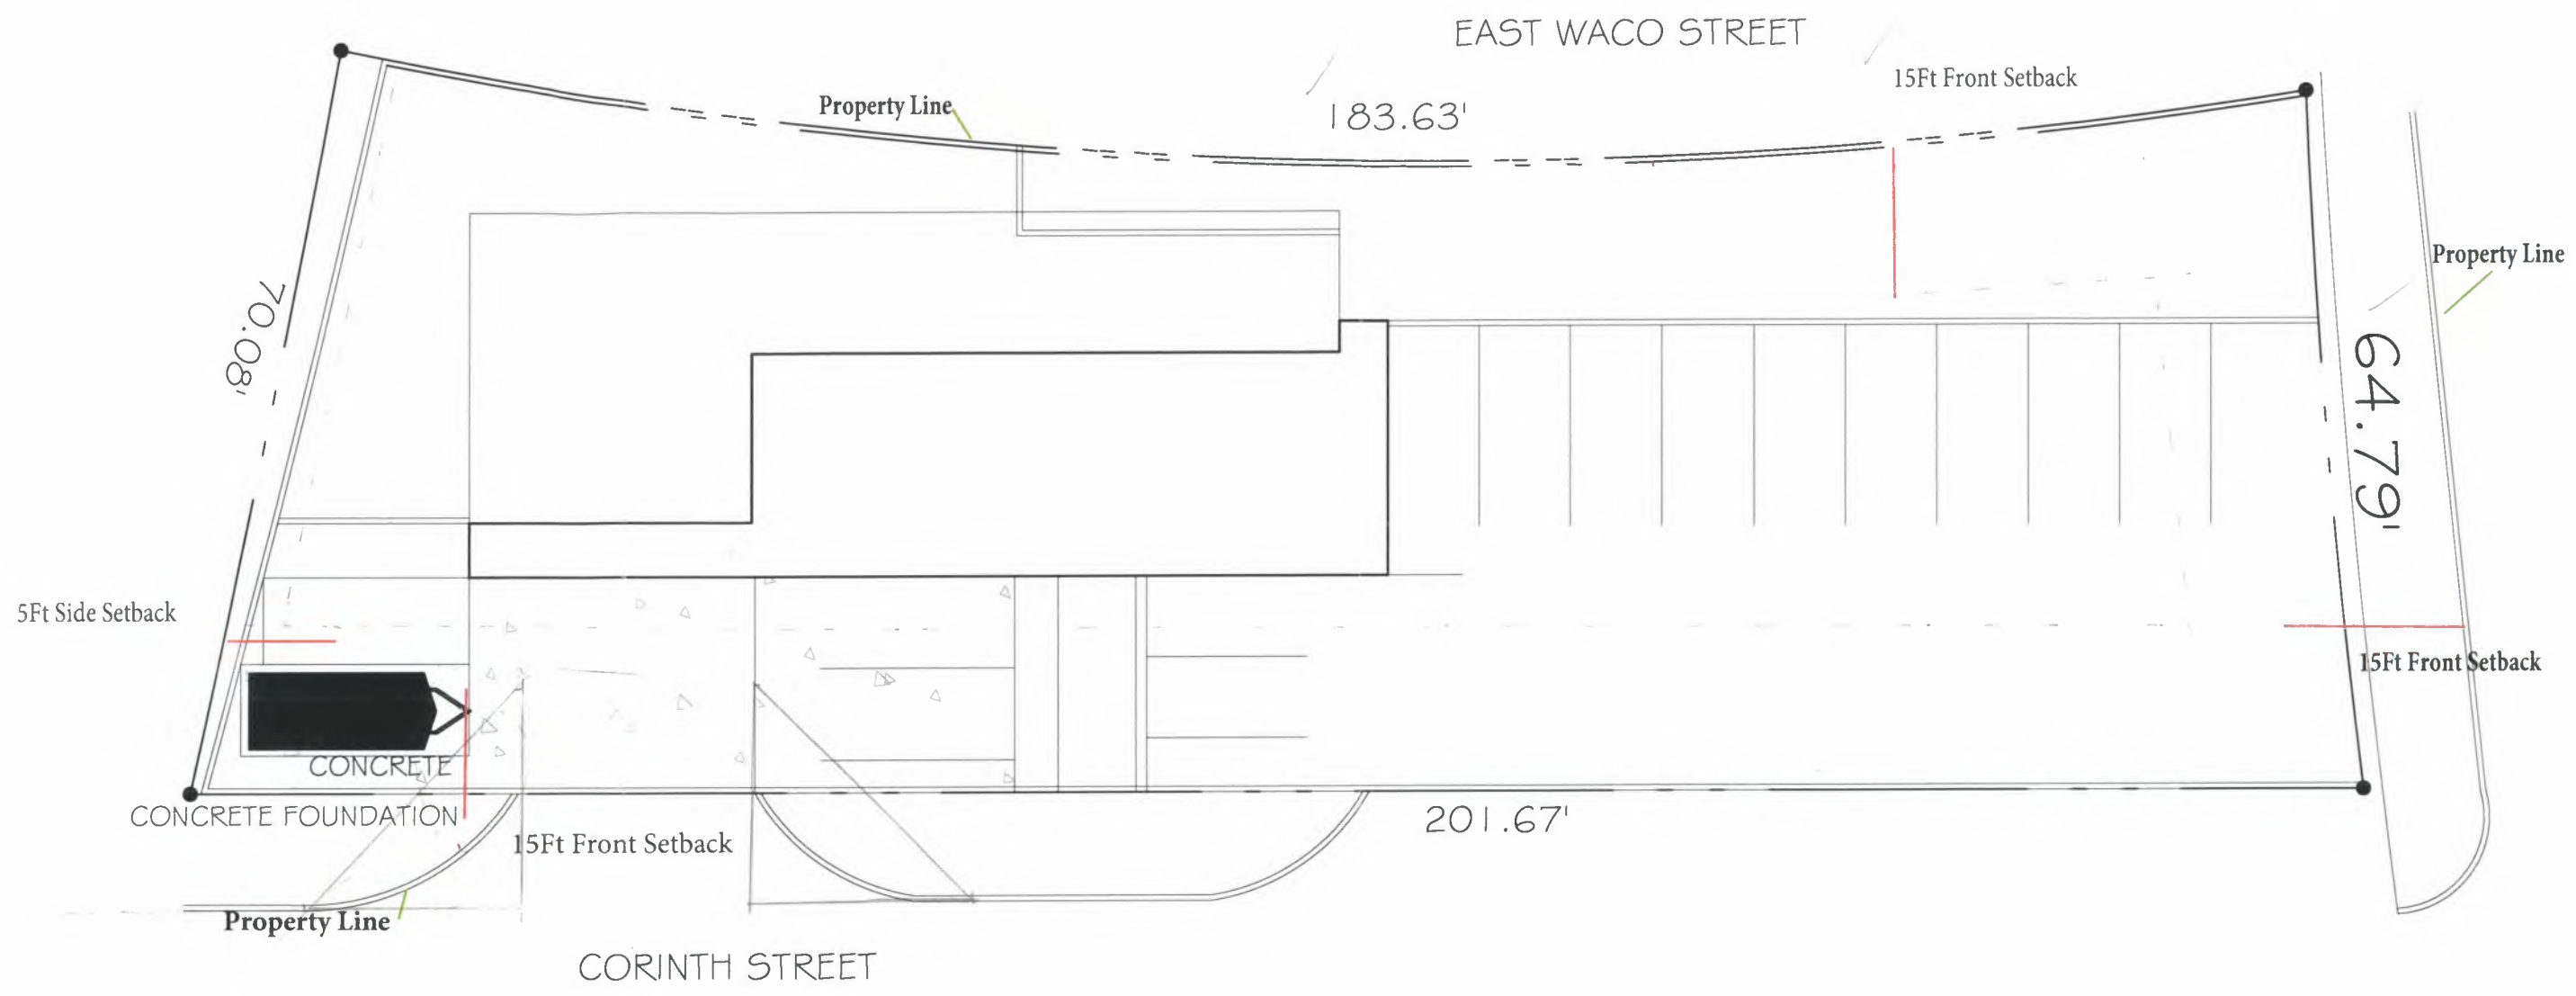 EAST WACO STREET
15Ft Front Setback
Property Line
183.63'
Property Line
70.08'
64.79'
5Ft Side Setback
15Ft Front Setback
CONCRETE
CONCRETE FOUNDATION
201.67'
15Ft Front Setback
Property Line
CORINTH STREET